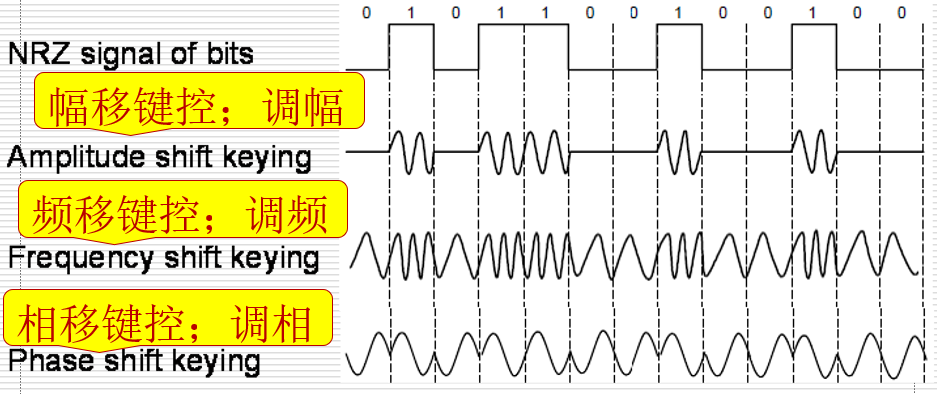 0 1 0 1 1 0 0 1 0 0 1 0 0
NRZ signal of bits
幅移键控；调幅
Amplitude shift keying
频移键控；调频
Frequency shift keying
相移键控；调相
Phase shift keying